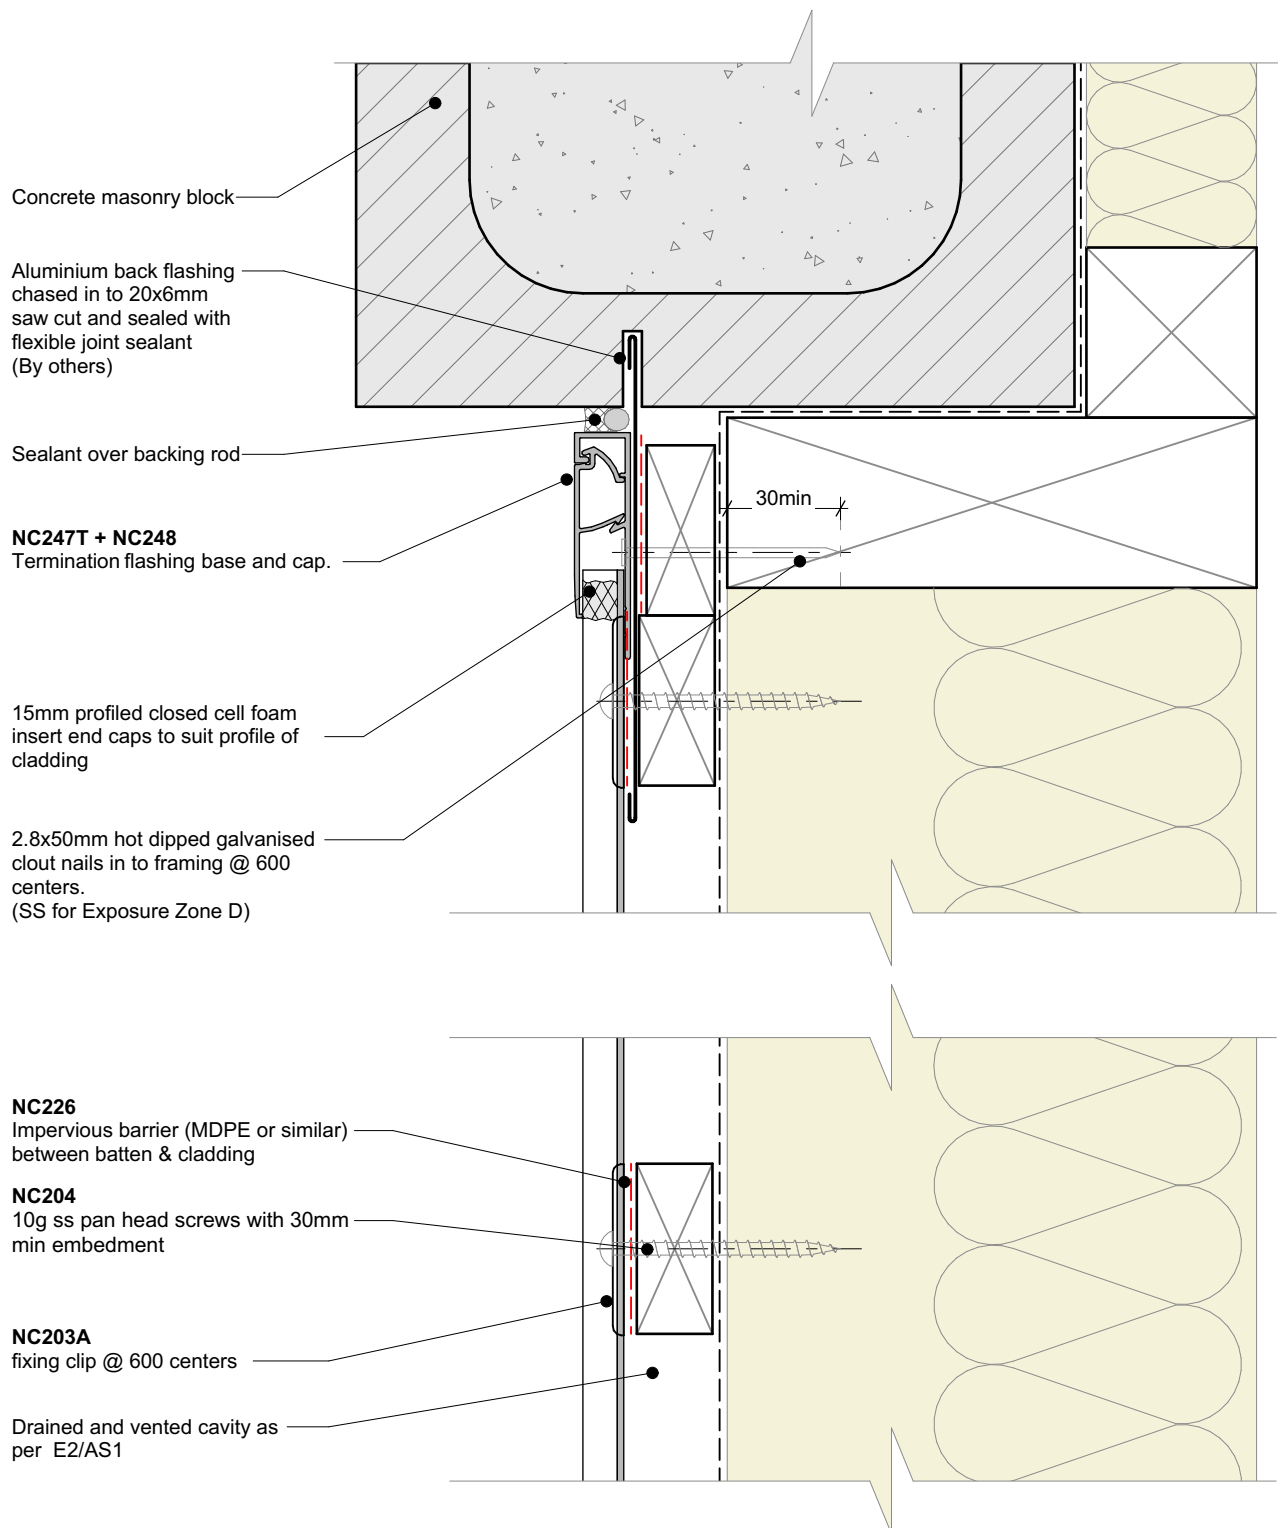 Concrete masonry block
Aluminium back flashing
chased in to 20x6mm
saw cut and sealed with
flexible joint sealant
(By others)
Sealant over backing rod
30min
NC247T + NC248
Termination flashing base and cap.
15mm profiled closed cell foam
insert end caps to suit profile of
cladding
2.8x50mm hot dipped galvanised
clout nails in to framing @ 600
centers.
(SS for Exposure Zone D)
NC226
Impervious barrier (MDPE or similar)
between batten & cladding
NC204
10g ss pan head screws with 30mm
min embedment
NC203A
fixing clip @ 600 centers
Drained and vented cavity as
per E2/AS1